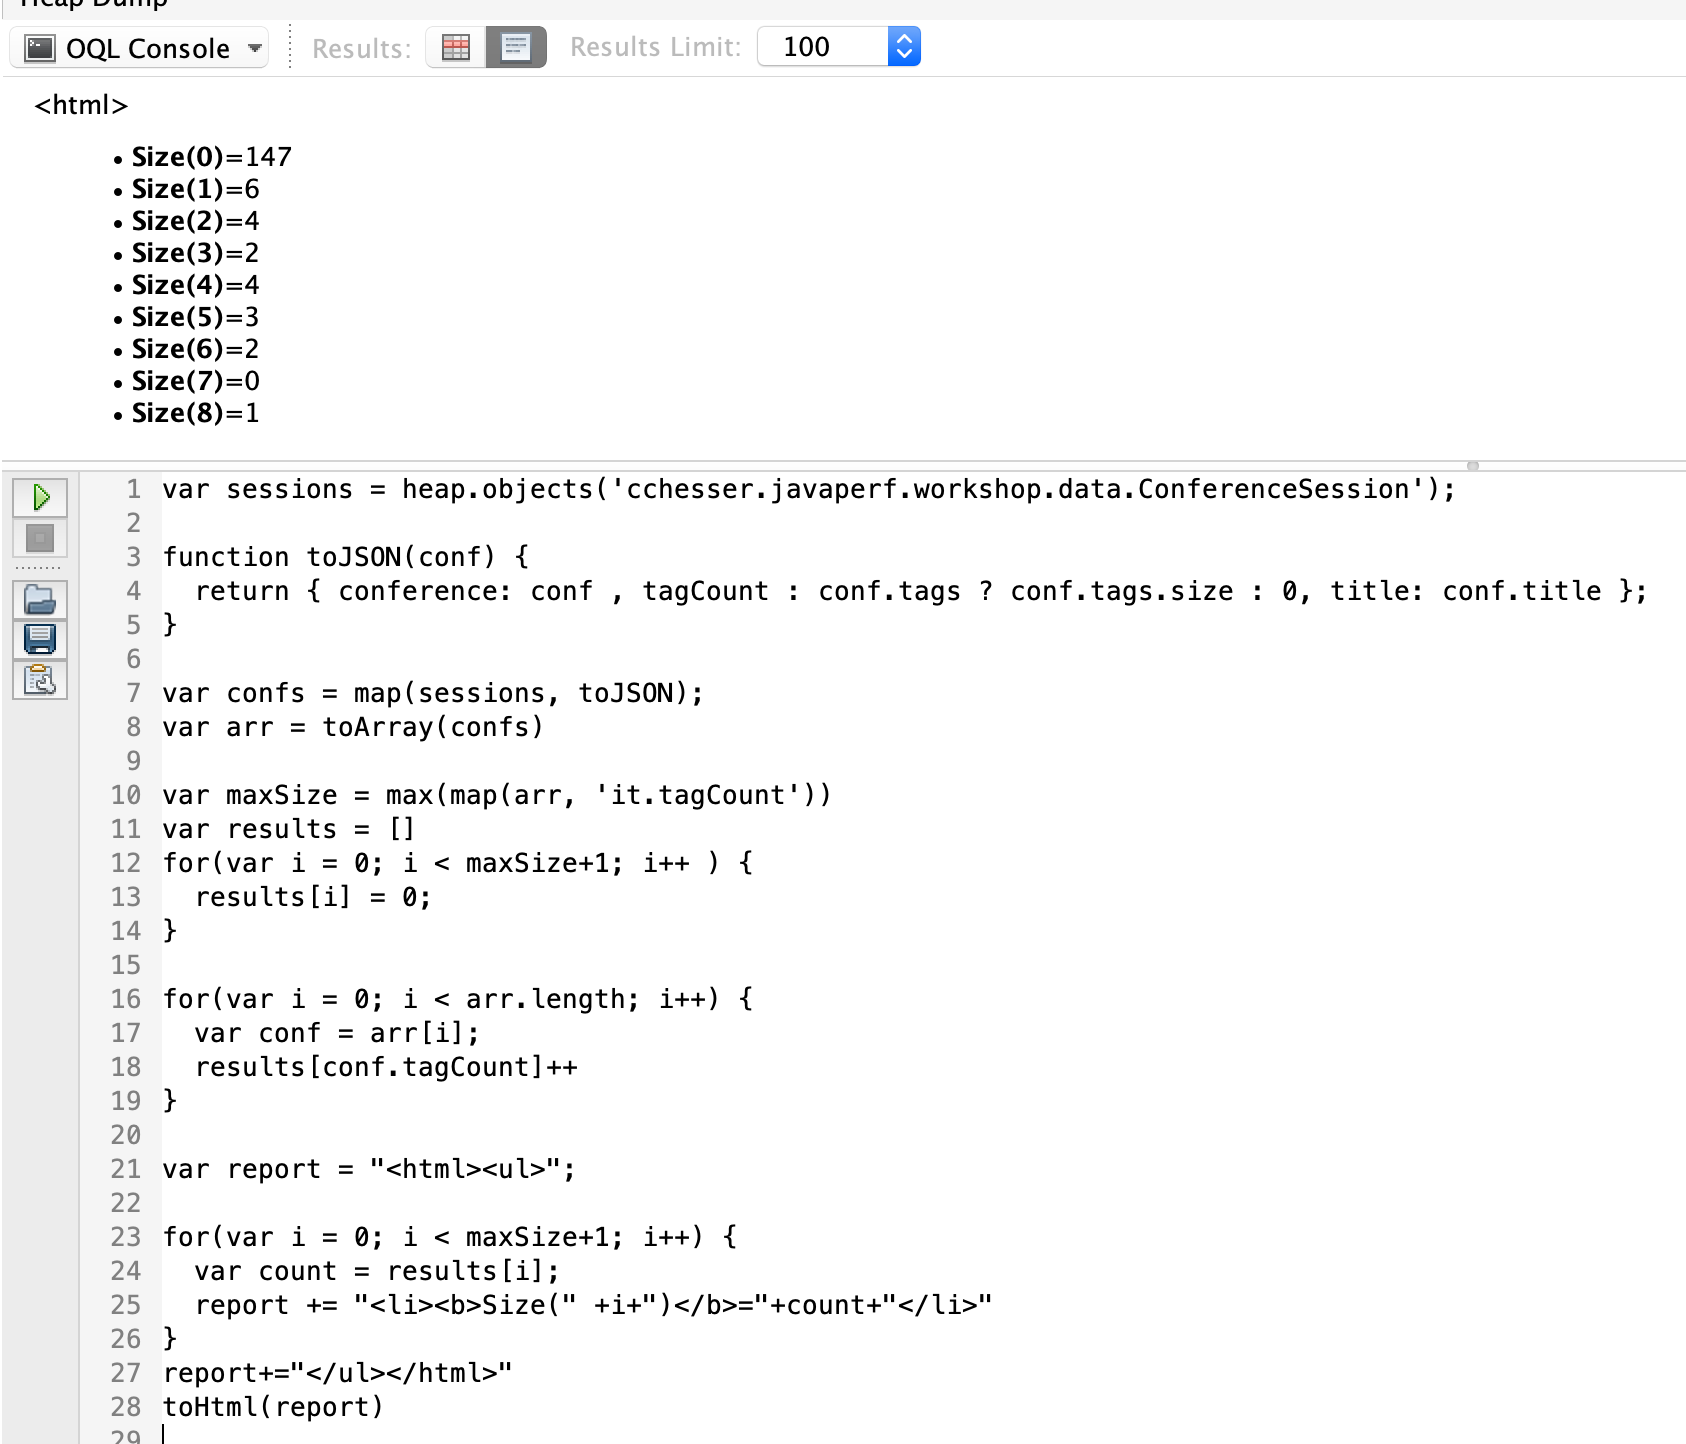 Heap Dump
OQL Console Results: Results Limit: 100
<html>
• Size(0)=147
• Size(1)=6
• Size(2)=4
• Size(3)=2
• Size(4)=4
• Size(5)=3
• Size(6)=2
• Size(7)=0
• Size(8)=1
1 var sessions = heap.objects('cchesser.javaperf.workshop.data.ConferenceSession');
2
3 function toJSON(conf) {
4   return { conference: conf , tagCount : conf.tags ? conf.tags.size : 0, title: conf.title };
5 }
6
7 var confs = map(sessions, toJSON);
8 var arr = toArray(confs)
9
10 var maxSize = max(map(arr, 'it.tagCount'))
11 var results = []
12 for(var i = 0; i < maxSize+1; i++ ) {
13   results[i] = 0;
14 }
15
16 for(var i = 0; i < arr.length; i++) {
17   var conf = arr[i];
18   results[conf.tagCount]++
19 }
20
21 var report = "<html><ul>";
22
23 for(var i = 0; i < maxSize+1; i++) {
24   var count = results[i];
25   report += "<li><b>Size(" +i+")</b>="+count+"</li>"
26 }
27 report+="</ul></html>"
28 toHtml(report)
29